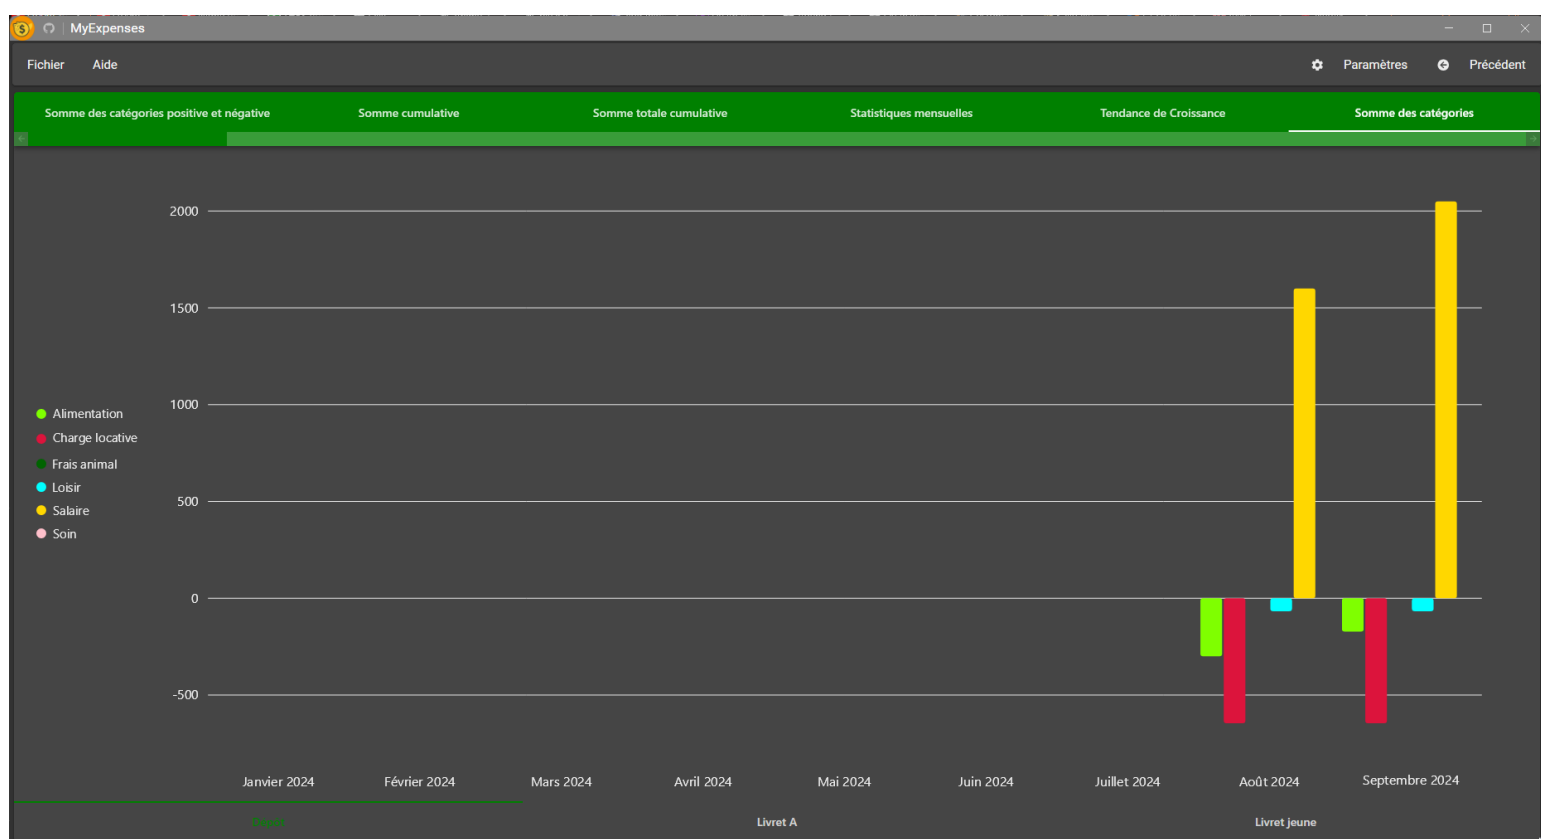 MyExpenses
Fichier Aide Paramètres Précédent
Somme des catégories positive et négative Somme cumulative Somme totale cumulative Statistiques mensuelles Tendance de Croissance Somme des catégories
2000
1500
1000
500
0
-500
Alimentation
Charge locative
Frais animal
Loisir
Salaire
Soin
Janvier 2024 Février 2024 Mars 2024 Avril 2024 Mai 2024 Juin 2024 Juillet 2024 Août 2024 Septembre 2024
Livret A Livret jeune